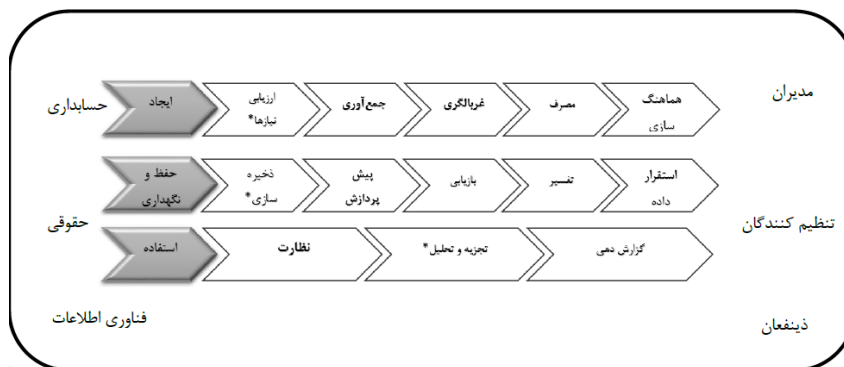 مدیران
حسابداری
ایجاد
ارزیابی
نیازها*
جمع‌آوری
غربالگری
مصرف
هماهنگ
سازی
حفظ و
نگهداری
ذخیره
سازی*
پیش
پردازش
بازیابی
تفسیر
استقرار
داده
تنظیم کنندگان
حقوقی
استفاده
نظارت
تجزیه و تحلیل*
گزارش دهی
ذینفعان
فناوری اطلاعات